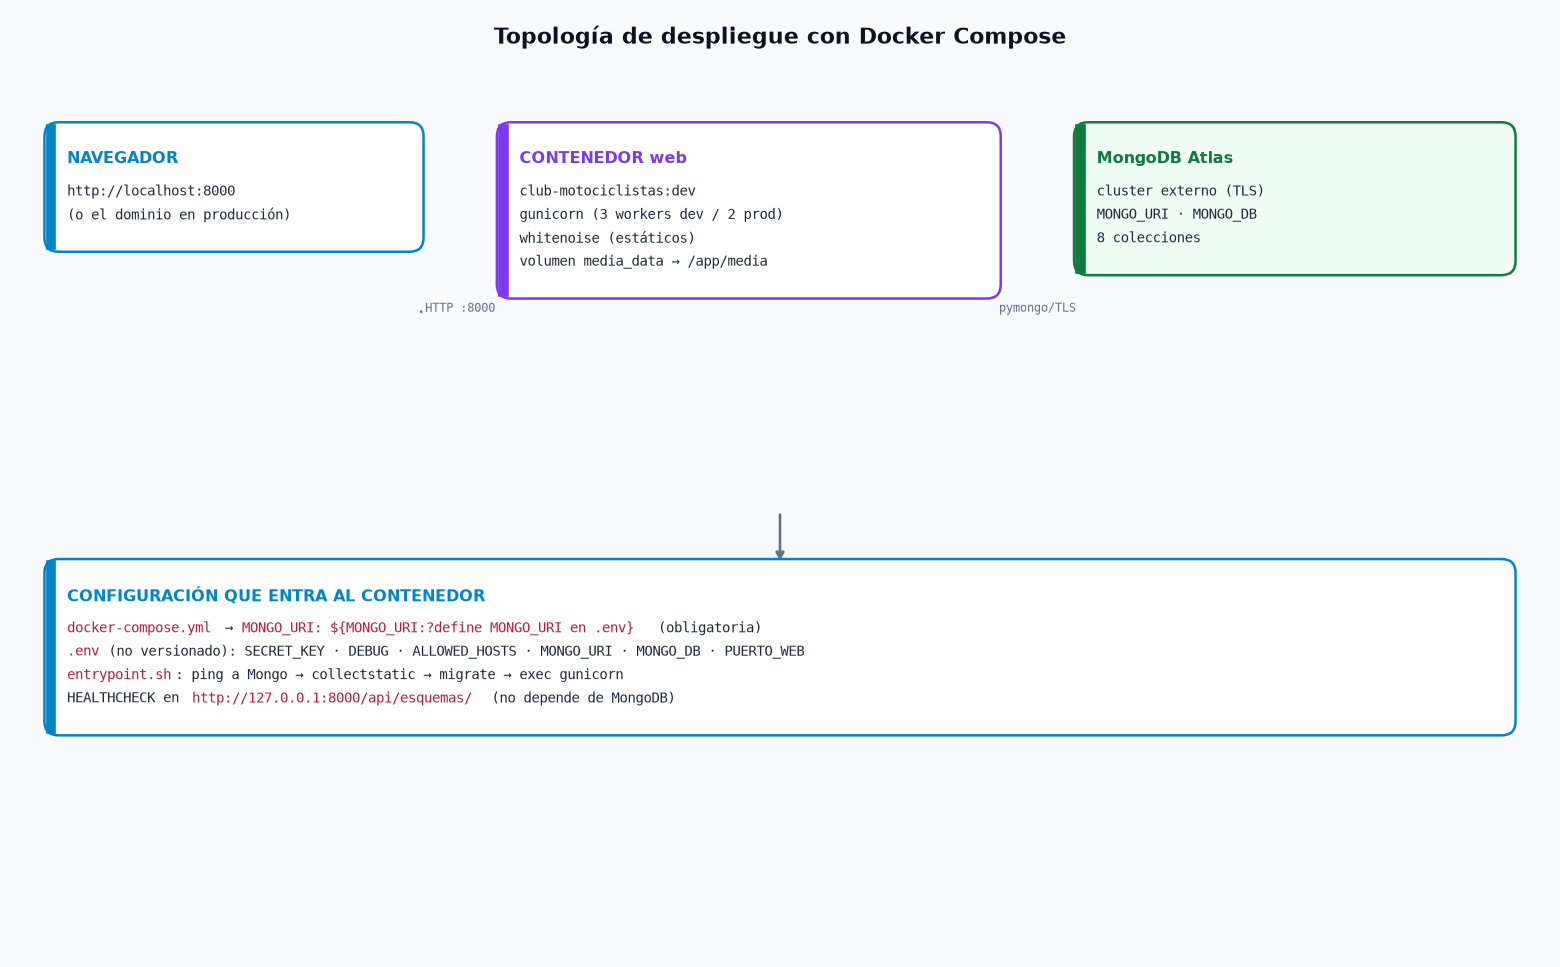 Topología de despliegue con Docker Compose
NAVEGADOR
http://localhost:8000
(o el dominio en producción)
CONTENEDOR web
club-motociclistas:dev
gunicorn (3 workers dev / 2 prod)
whitenoise (estáticos)
volumen media_data → /app/media
MongoDB Atlas
cluster externo (TLS)
MONGO_URI · MONGO_DB
8 colecciones
HTTP :8000
pymongo/TLS
CONFIGURACIÓN QUE ENTRA AL CONTENEDOR
docker-compose.yml → MONGO_URI: ${MONGO_URI:?define MONGO_URI en .env} (obligatoria)
.env (no versionado): SECRET_KEY · DEBUG · ALLOWED_HOSTS · MONGO_URI · MONGO_DB · PUERTO_WEB
entrypoint.sh : ping a Mongo → collectstatic → migrate → exec gunicorn
HEALTHCHECK en http://127.0.0.1:8000/api/esquemas/ (no depende de MongoDB)